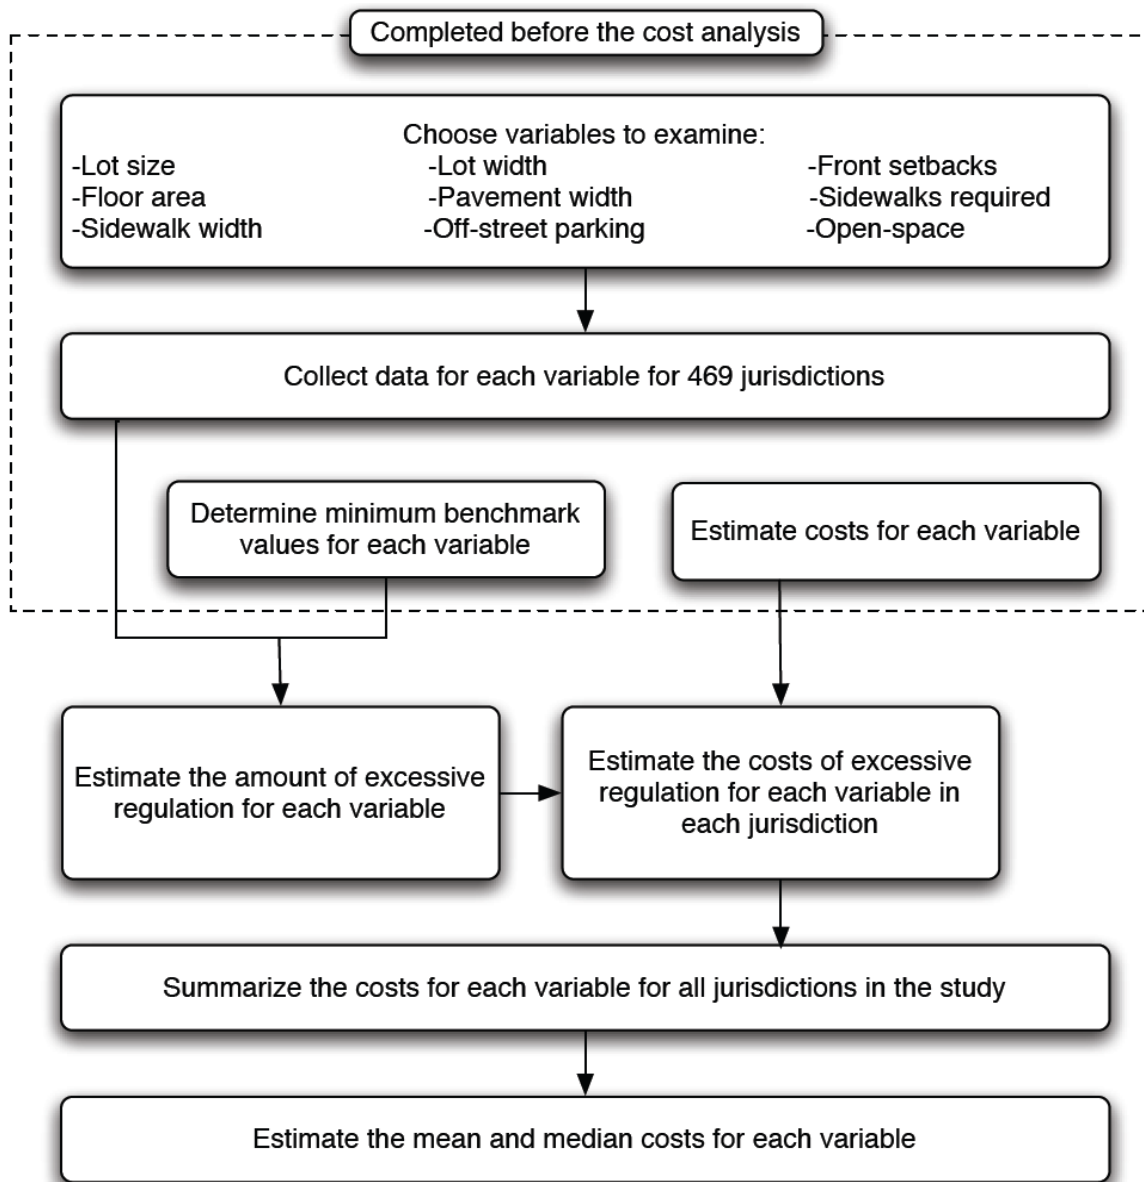 Completed before the cost analysis
Choose variables to examine:
-Lot size -Lot width -Front setbacks
-Floor area -Pavement width -Sidewalks required
-Sidewalk width -Off-street parking -Open-space
Collect data for each variable for 469 jurisdictions
Determine minimum benchmark
values for each variable
Estimate costs for each variable
Estimate the amount of excessive
regulation for each variable
Estimate the costs of excessive
regulation for each variable in
each jurisdiction
Summarize the costs for each variable for all jurisdictions in the study
Estimate the mean and median costs for each variable